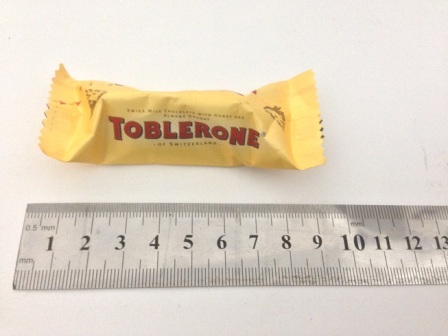 SWISS MILK CHOCOLATE WITH HONEY AND
ALMOND NOUGAT
TOBLERONE
OF SWITZERLAND
0.5 mm
mm
1 2 3 4 5 6 7 8 9 10 11 12 13
mm